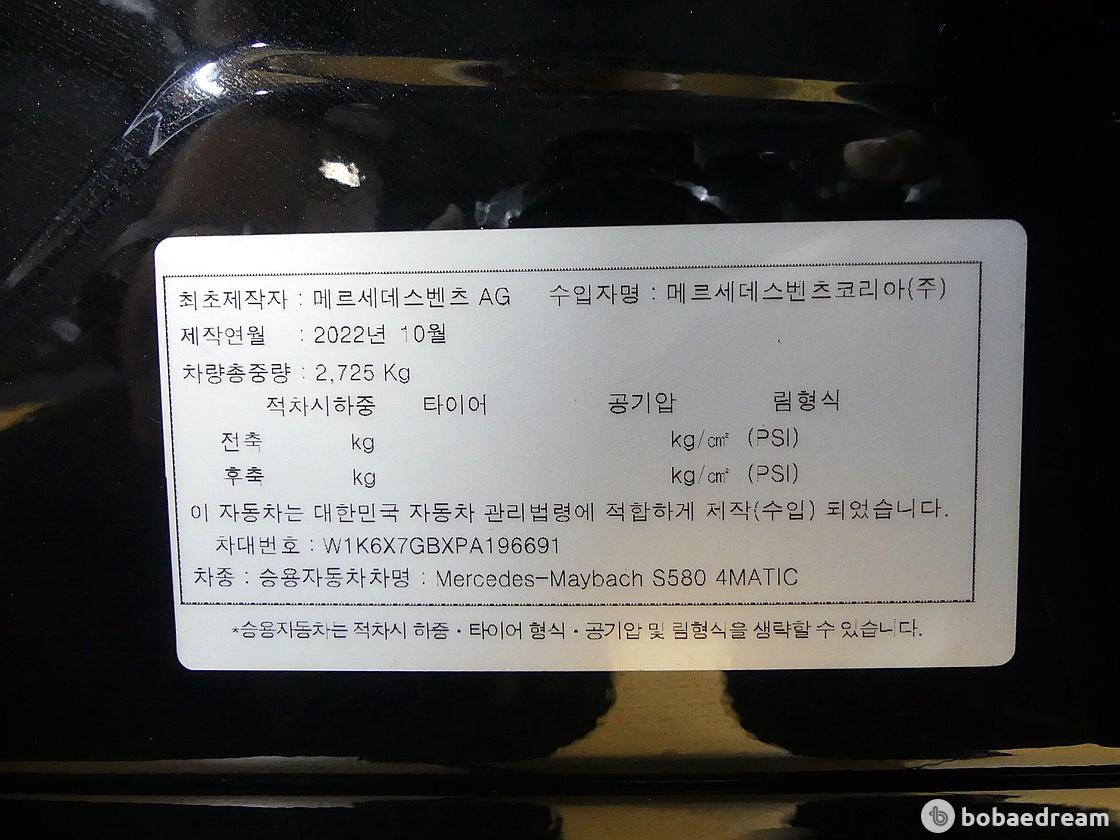 최초제작자 : 메르세데스벤츠 AG 수입자명 : 메르세데스벤츠코리아(주)
제작연월 : 2022년 10월
차량총중량 : 2,725 Kg
적차시하중 타이어 공기압 림형식
전축 kg kg/㎠ (PSI)
후축 kg kg/㎠ (PSI)
이 자동차는 대한민국 자동차 관리법령에 적합하게 제작(수입) 되었습니다.
차대번호 : W1K6X7GBXPA196691
차종 : 승용자동차차명 : Mercedes-Maybach S580 4MATIC
*승용자동차는 적차시 하중·타이어 형식·공기압 및 림형식을 생략할 수 있습니다.
bobaedream